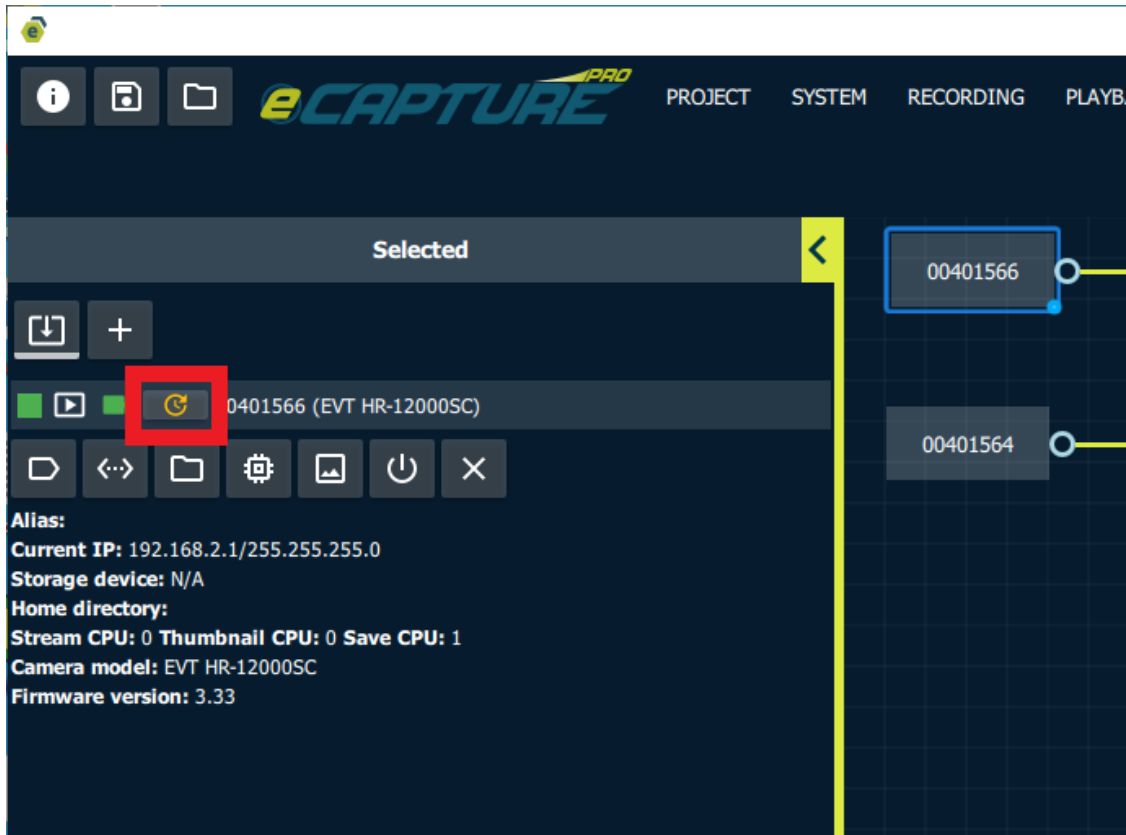 e
eCAPTURE PRO
PROJECT SYSTEM RECORDING PLAYB
Selected
00401566
0401566 (EVT HR-12000SC)
00401564
Alias:
Current IP: 192.168.2.1/255.255.255.0
Storage device: N/A
Home directory:
Stream CPU: 0 Thumbnail CPU: 0 Save CPU: 1
Camera model: EVT HR-12000SC
Firmware version: 3.33